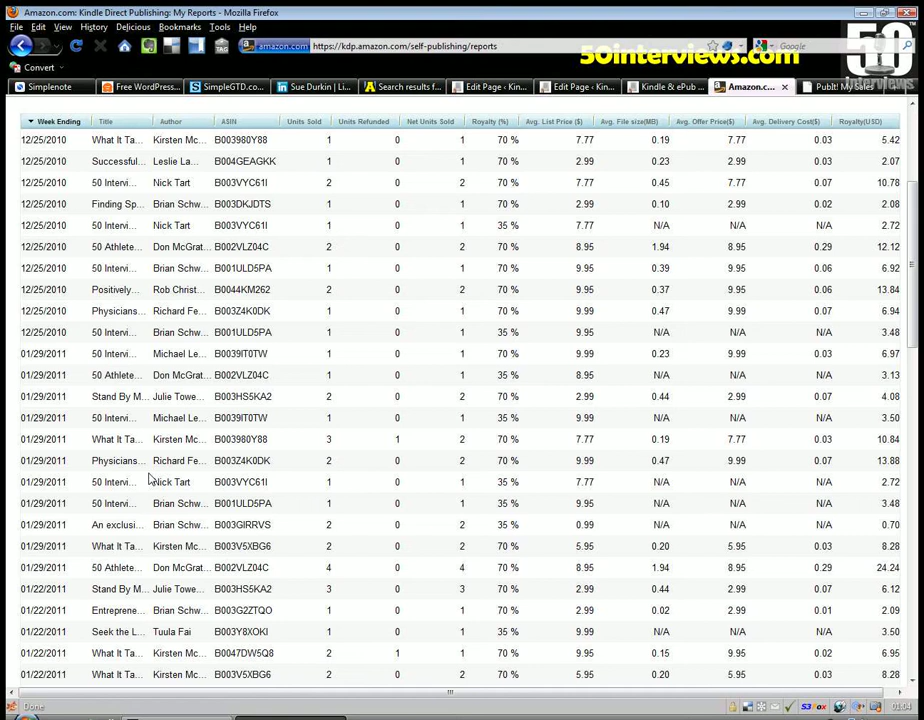 Amazon.com: Kindle Direct Publishing: My Reports - Mozilla Firefox
File Edit View History Delicious Bookmarks Tools Help
amazon.com https://kdp.amazon.com/self-publishing/reports Google
50interviews.com
50 interviews
Convert
Simplenote Free WordPress... SimpleGTD.co... Sue Durkin | Li... Search results f... Edit Page ‹ Kin... Edit Page ‹ Kin... Kindle & ePub ... Amazon.c... PubIt! My Sales
Week Ending Title Author ASIN Units Sold Units Refunded Net Units Sold Royalty (%) Avg. List Price ($) Avg. File size(MB) Avg. Offer Price($) Avg. Delivery Cost($) Royalty(USD)
12/25/2010 What It Ta... Kirsten Mc... B003980Y88 1 0 1 70 % 7.77 0.19 7.77 0.03 5.42
12/25/2010 Successful... Leslie La... B004GEAGKK 1 0 1 70 % 2.99 0.23 2.99 0.03 2.07
12/25/2010 50 Intervi... Nick Tart B003VYC61I 2 0 2 70 % 7.77 0.45 7.77 0.07 10.78
12/25/2010 Finding Sp... Brian Schw... B003DKJDTS 1 0 1 70 % 2.99 0.10 2.99 0.02 2.08
12/25/2010 50 Intervi... Nick Tart B003VYC61I 1 0 1 35 % 7.77 N/A N/A N/A 2.72
12/25/2010 50 Athlete... Don McGrat... B002VLZ04C 2 0 2 70 % 8.95 1.94 8.95 0.29 12.12
12/25/2010 50 Intervi... Brian Schw... B001ULD5PA 1 0 1 70 % 9.95 0.39 9.95 0.06 6.92
12/25/2010 Positively... Rob Christ... B0044KM262 2 0 2 70 % 9.95 0.37 9.95 0.06 13.84
12/25/2010 Physicians... Richard Fe... B003Z4K0DK 1 0 1 70 % 9.99 0.47 9.99 0.07 6.94
12/25/2010 50 Intervi... Brian Schw... B001ULD5PA 1 0 1 35 % 9.95 N/A N/A N/A 3.48
01/29/2011 50 Intervi... Michael Le... B0039IT0TW 1 0 1 70 % 9.99 0.23 9.99 0.03 6.97
01/29/2011 50 Athlete... Don McGrat... B002VLZ04C 1 0 1 35 % 8.95 N/A N/A N/A 3.13
01/29/2011 Stand By M... Julie Towe... B003HS5KA2 2 0 2 70 % 2.99 0.44 2.99 0.07 4.08
01/29/2011 50 Intervi... Michael Le... B0039IT0TW 1 0 1 35 % 9.99 N/A N/A N/A 3.50
01/29/2011 What It Ta... Kirsten Mc... B003980Y88 3 1 2 70 % 7.77 0.19 7.77 0.03 10.84
01/29/2011 Physicians... Richard Fe... B003Z4K0DK 2 0 2 70 % 9.99 0.47 9.99 0.07 13.88
01/29/2011 50 Intervi... Nick Tart B003VYC61I 1 0 1 35 % 7.77 N/A N/A N/A 2.72
01/29/2011 50 Intervi... Brian Schw... B001ULD5PA 1 0 1 35 % 9.95 N/A N/A N/A 3.48
01/29/2011 An exclusi... Brian Schw... B003GIRRVS 2 0 2 35 % 0.99 N/A N/A N/A 0.70
01/29/2011 What It Ta... Kirsten Mc... B003V5XBG6 2 0 2 70 % 5.95 0.20 5.95 0.03 8.28
01/29/2011 50 Athlete... Don McGrat... B002VLZ04C 4 0 4 70 % 8.95 1.94 8.95 0.29 24.24
01/22/2011 Stand By M... Julie Towe... B003HS5KA2 3 0 3 70 % 2.99 0.44 2.99 0.07 6.12
01/22/2011 Entreprene... Brian Schw... B003G2ZTQO 1 0 1 70 % 2.99 0.02 2.99 0.01 2.09
01/22/2011 Seek the L... Tuula Fai B003Y8XOKI 1 0 1 35 % 9.99 N/A N/A N/A 3.50
01/22/2011 What It Ta... Kirsten Mc... B0047DW5Q8 2 1 1 70 % 9.95 0.15 9.95 0.02 6.95
01/22/2011 What It Ta... Kirsten Mc... B003V5XBG6 2 0 2 70 % 5.95 0.20 5.95 0.03 8.28
Done S3Fox 01:04